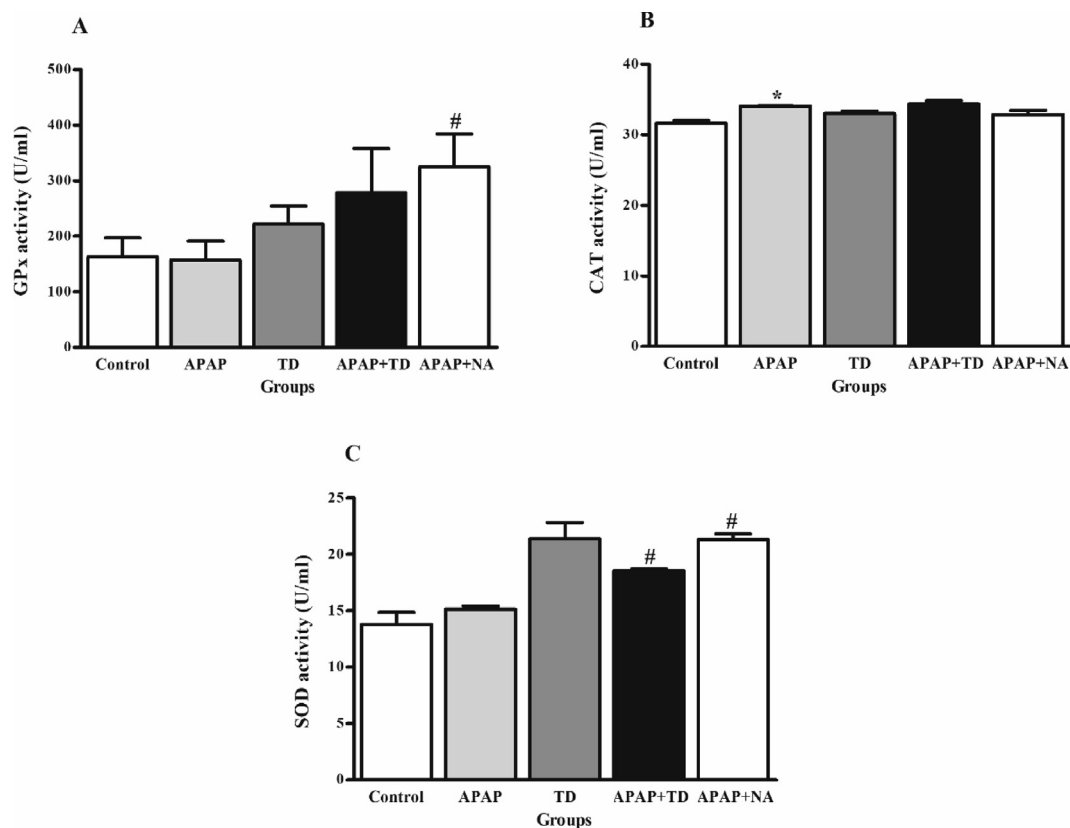 A
GPx activity (U/ml)
500
400
300
200
100
0
#
Control APAP TD APAP+TD APAP+NA
Groups
B
CAT activity (U/ml)
40
30
20
10
0
*
Control APAP TD APAP+TD APAP+NA
Groups
C
SOD activity (U/ml)
25
20
15
10
5
0
# #
Control APAP TD APAP+TD APAP+NA
Groups